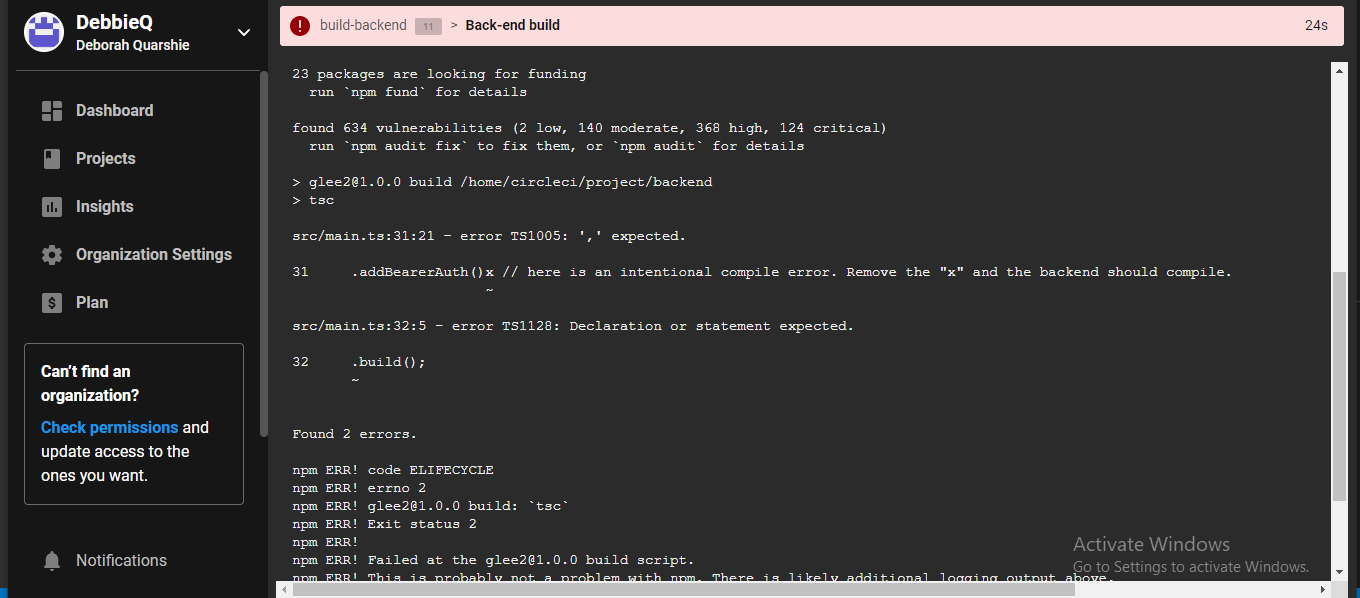 DebbieQ
Deborah Quarshie
Dashboard
Projects
Insights
Organization Settings
Plan
Can't find an
organization?
Check permissions and
update access to the
ones you want.
Notifications
build-backend 11 > Back-end build 24s
23 packages are looking for funding
run `npm fund` for details
found 634 vulnerabilities (2 low, 140 moderate, 368 high, 124 critical)
run `npm audit fix` to fix them, or `npm audit` for details
> glee2@1.0.0 build /home/circleci/project/backend
> tsc
src/main.ts:31:21 - error TS1005: ',' expected.
31 .addBearerAuth()x // here is an intentional compile error. Remove the "x" and the backend should compile.
~
src/main.ts:32:5 - error TS1128: Declaration or statement expected.
32 .build();
~
Found 2 errors.
npm ERR! code ELIFECYCLE
npm ERR! errno 2
npm ERR! glee2@1.0.0 build: `tsc`
npm ERR! Exit status 2
npm ERR!
npm ERR! Failed at the glee2@1.0.0 build script.
npm ERR! This is probably not a problem with npm. There is likely additional logging output above.
Activate Windows
Go to Settings to activate Windows.